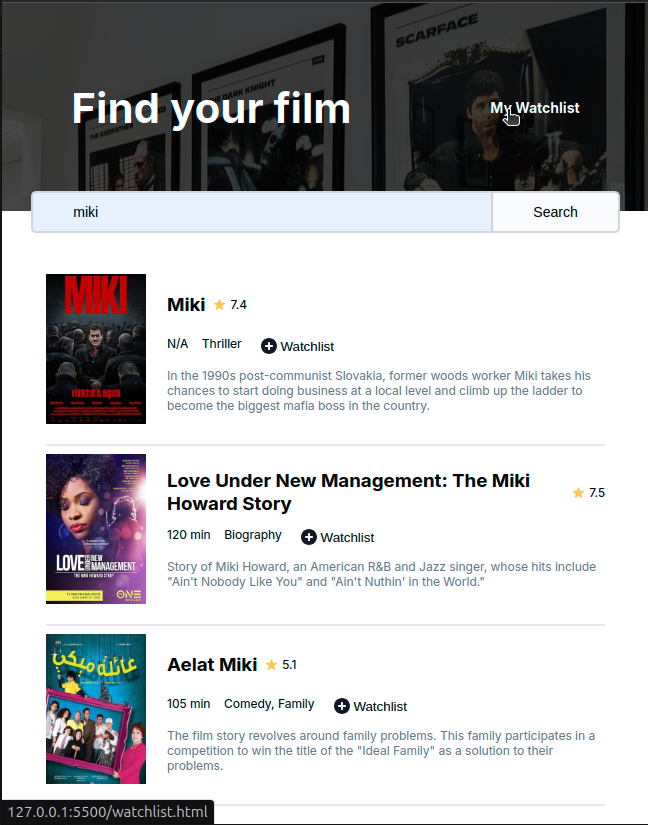 SCARFACE
THE DARK KNIGHT
THE GODFATHER
Find your film
My Watchlist
miki
Search
MIKI
Miki 7.4
N/A Thriller Watchlist
In the 1990s post-communist Slovakia, former woods worker Miki takes his
chances to start doing business at a local level and climb up the ladder to
become the biggest mafia boss in the country.
Love Under New Management: The Miki
Howard Story
7.5
120 min Biography Watchlist
Story of Miki Howard, an American R&B and Jazz singer, whose hits include
"Ain't Nobody Like You" and "Ain't Nuthin' in the World."
LOVE UNDER NEW MANAGEMENT
THE MIKI HOWARD STORY
عائلة ميكي
Aelat Miki 5.1
105 min Comedy, Family Watchlist
The film story revolves around family problems. This family participates in a
competition to win the title of the "Ideal Family" as a solution to their
problems.
127.0.0.1:5500/watchlist.html